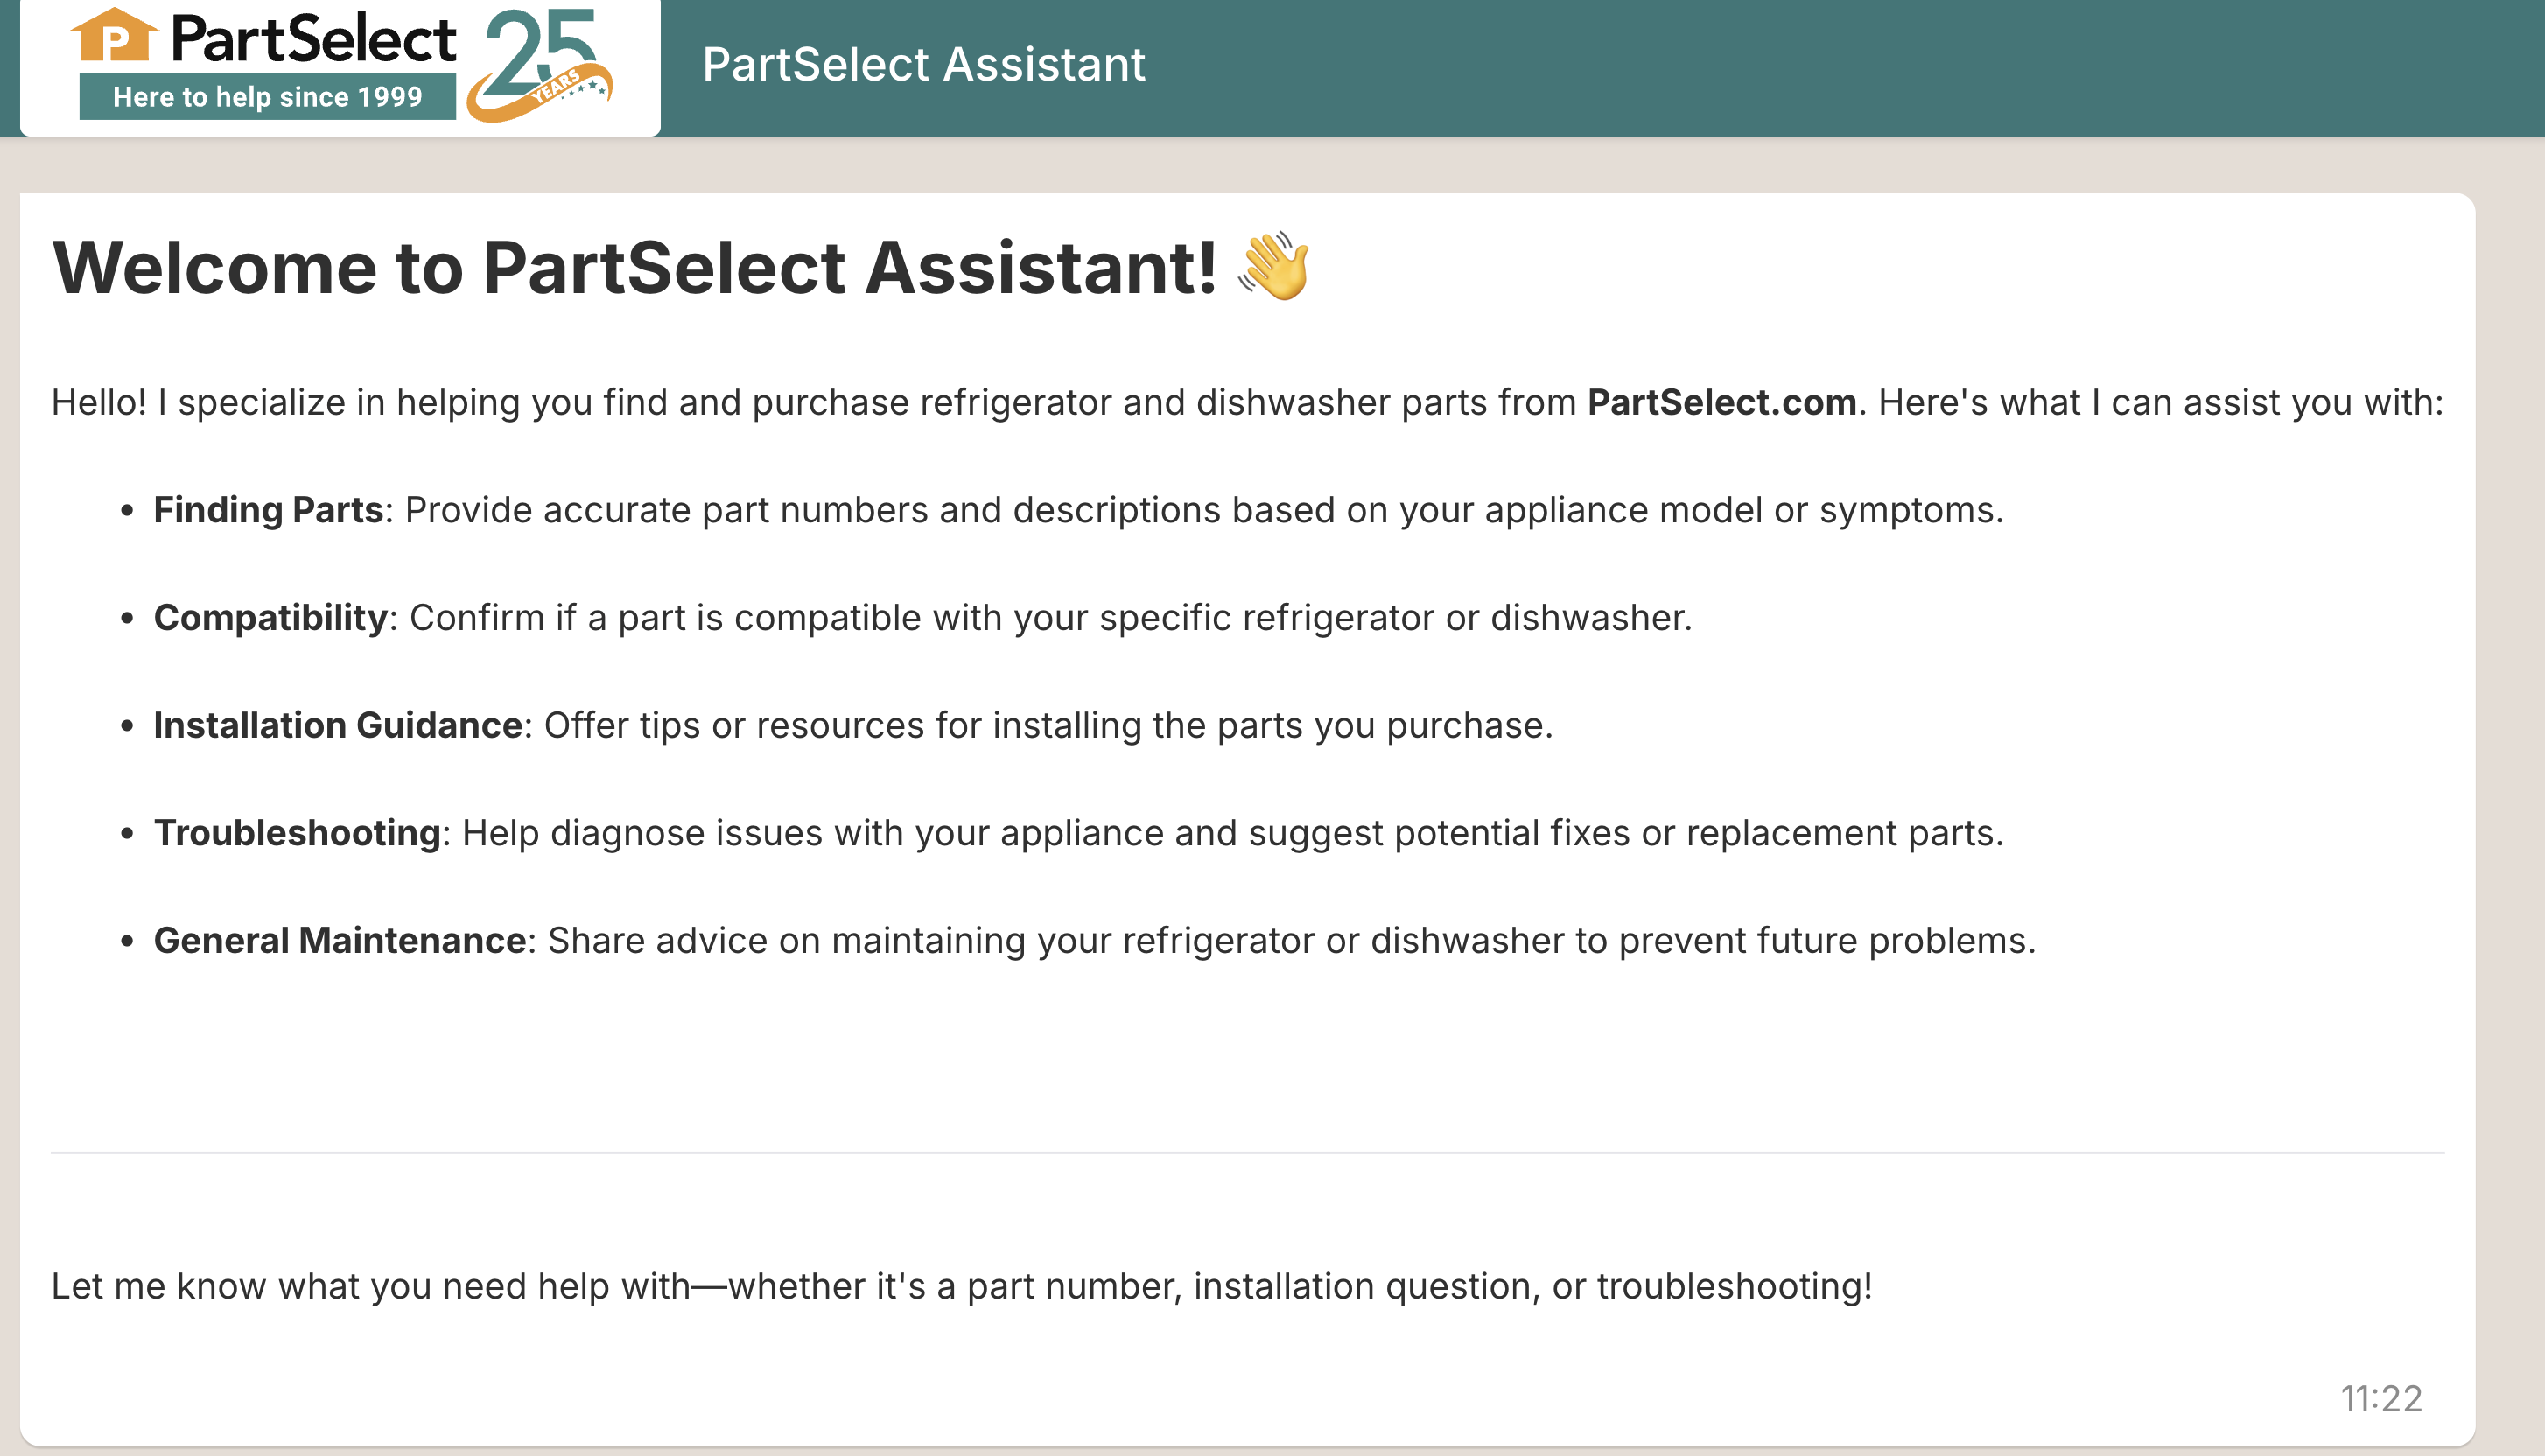 PartSelect
Here to help since 1999
25
YEARS
PartSelect Assistant
Welcome to PartSelect Assistant! 👋
Hello! I specialize in helping you find and purchase refrigerator and dishwasher parts from PartSelect.com. Here's what I can assist you with:
• Finding Parts: Provide accurate part numbers and descriptions based on your appliance model or symptoms.
• Compatibility: Confirm if a part is compatible with your specific refrigerator or dishwasher.
• Installation Guidance: Offer tips or resources for installing the parts you purchase.
• Troubleshooting: Help diagnose issues with your appliance and suggest potential fixes or replacement parts.
• General Maintenance: Share advice on maintaining your refrigerator or dishwasher to prevent future problems.
Let me know what you need help with—whether it's a part number, installation question, or troubleshooting!
11:22